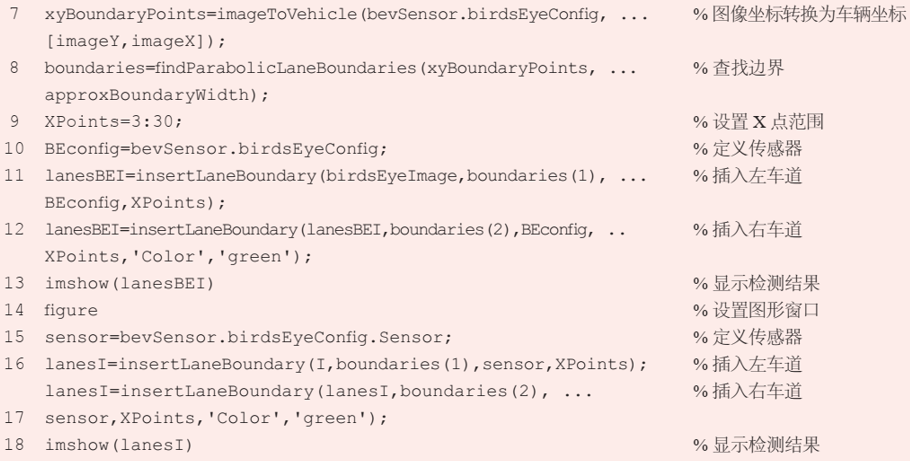 7 xyBoundaryPoints=imageToVehicle(bevSensor.birdsEyeConfig, ... % 图像坐标转换为车辆坐标
[imageY,imageX]);
8 boundaries=findParabolicLaneBoundaries(xyBoundaryPoints, ... % 查找边界
approxBoundaryWidth);
9 XPoints=3:30; % 设置 X 点范围
10 BEconfig=bevSensor.birdsEyeConfig; % 定义传感器
11 lanesBEI=insertLaneBoundary(birdsEyeImage,boundaries(1), ... % 插入左车道
BEconfig,XPoints);
12 lanesBEI=insertLaneBoundary(lanesBEI,boundaries(2),BEconfig, .. % 插入右车道
XPoints,'Color','green');
13 imshow(lanesBEI) % 显示检测结果
14 figure % 设置图形窗口
15 sensor=bevSensor.birdsEyeConfig.Sensor; % 定义传感器
16 lanesI=insertLaneBoundary(I,boundaries(1),sensor,XPoints); % 插入左车道
lanesI=insertLaneBoundary(lanesI,boundaries(2), ... % 插入右车道
17 sensor,XPoints,'Color','green');
18 imshow(lanesI) % 显示检测结果